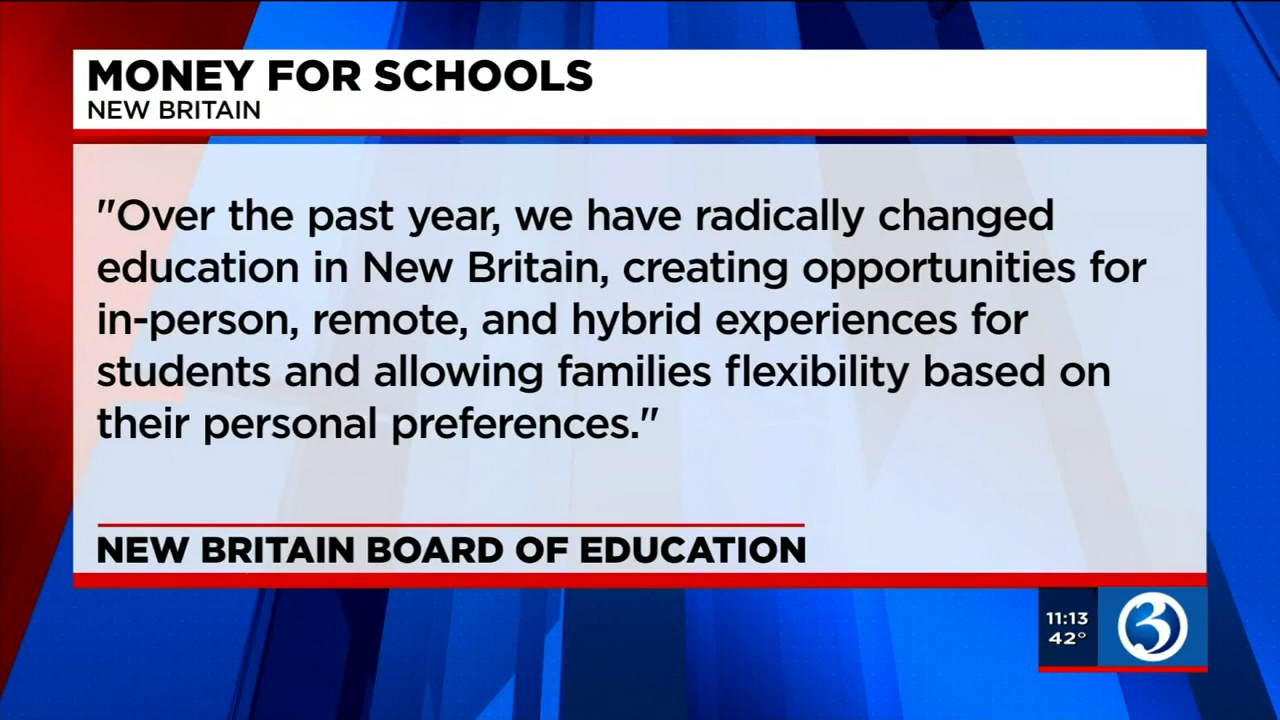 MONEY FOR SCHOOLS
NEW BRITAIN
"Over the past year, we have radically changed
education in New Britain, creating opportunities for
in-person, remote, and hybrid experiences for
students and allowing families flexibility based on
their personal preferences."
NEW BRITAIN BOARD OF EDUCATION
11:13
42°
3